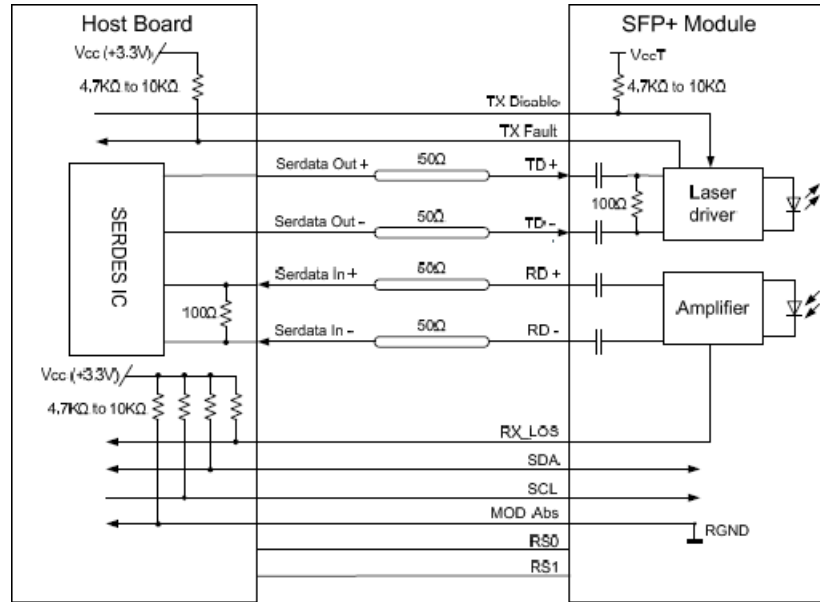 Host Board
SFP+ Module
Vcc (+3.3V)
VccT
4.7KΩ to 10KΩ
4.7KΩ to 10KΩ
TX Disable
TX Fault
Serdata Out +
50Ω
TD +
Laser driver
100Ω
Serdata Out -
50Ω
TD -
SERDES IC
Serdata In +
50Ω
RD +
Amplifier
100Ω
Serdata In -
50Ω
RD -
Vcc (+3.3V)
4.7KΩ to 10KΩ
RX_LOS
SDA
SCL
MOD Abs
RGND
RS0
RS1